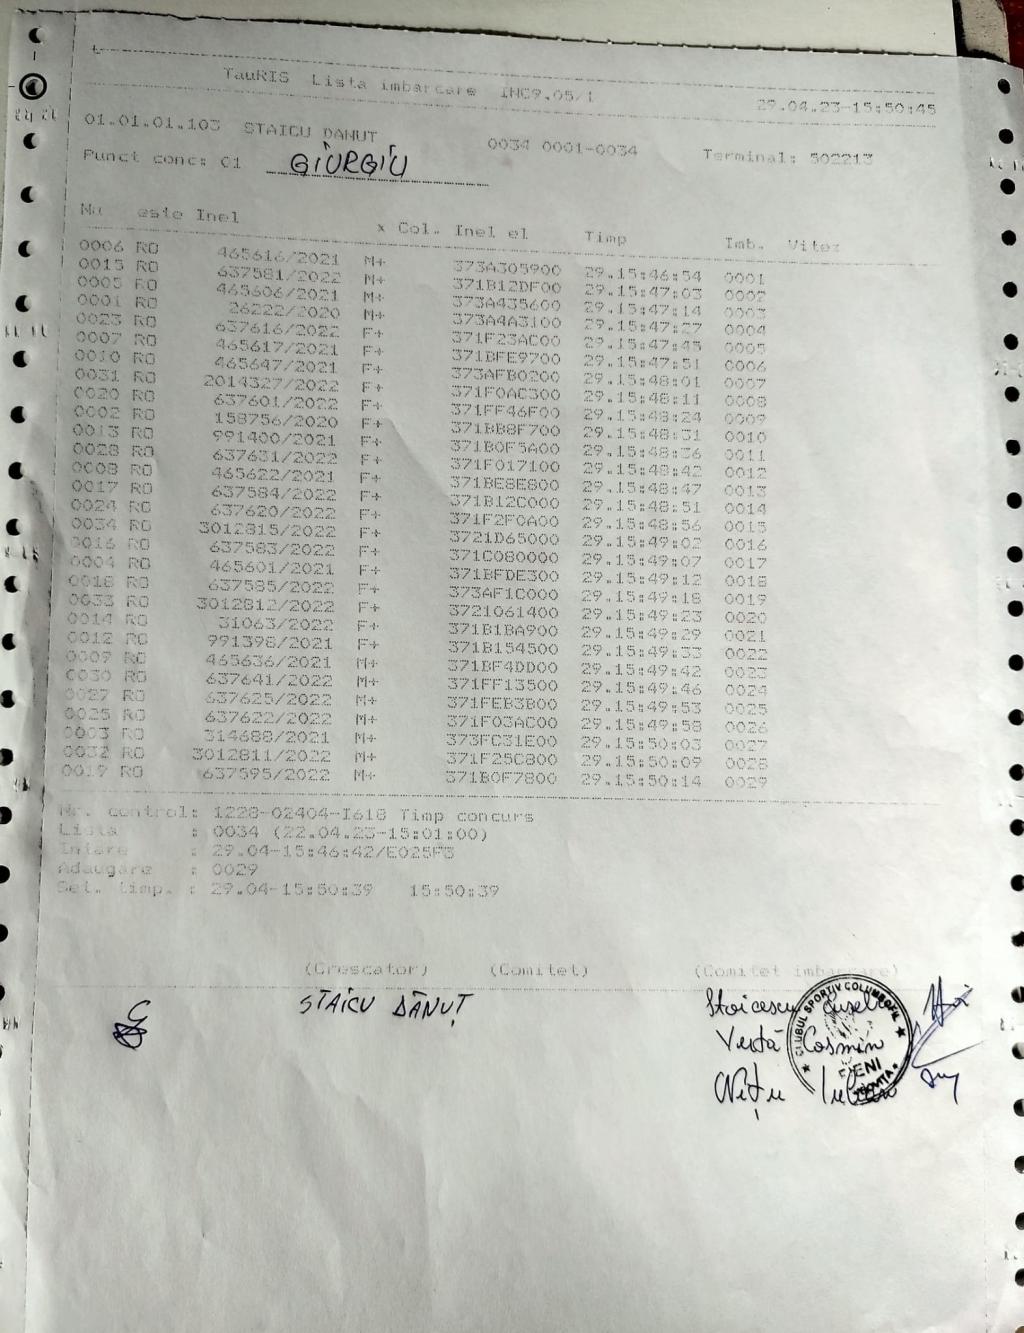 TauRIS Lista imbarcare INC9.05/1
29.04.23-15:50:45
01.01.01.103 STAICU DANUT 0034 0001-0034 Terminal: 502213
Punct conc: C1 GIURGIU
Nu este Inel x Col. Inel el Timp Imb. Vitez
0006 RO 465616/2021 M+ 373A305900 29.15:46:54 0001
0015 RO 637581/2022 M+ 371B12DF00 29.15:47:03 0002
0005 RO 465606/2021 M+ 373A435600 29.15:47:14 0003
0001 RO 26222/2020 M+ 373A4A3100 29.15:47:27 0004
0023 RO 637616/2022 F+ 371F23AC00 29.15:47:45 0005
0007 RO 465617/2021 F+ 371BFE9700 29.15:47:51 0006
0010 RO 465647/2021 F+ 373AFB0200 29.15:48:01 0007
0031 RO 2014327/2022 F+ 371F0AC300 29.15:48:11 0008
0020 RO 637601/2022 F+ 371FF46F00 29.15:48:24 0009
0002 RO 158756/2020 F+ 371BB8F700 29.15:48:31 0010
0013 RO 991400/2021 F+ 371B0F5A00 29.15:48:36 0011
0028 RO 637631/2022 F+ 371F017100 29.15:48:42 0012
0008 RO 465622/2021 F+ 371BE8E800 29.15:48:47 0013
0017 RO 637584/2022 F+ 371B12C000 29.15:48:51 0014
0024 RO 637620/2022 F+ 371F2F0A00 29.15:48:56 0015
0034 RO 3012815/2022 F+ 3721D65000 29.15:49:02 0016
0016 RO 637583/2022 F+ 371C080000 29.15:49:07 0017
0004 RO 465601/2021 F+ 371BFDE300 29.15:49:12 0018
0018 RO 637585/2022 F+ 373AF1C000 29.15:49:18 0019
0033 RO 3012812/2022 F+ 3721061400 29.15:49:23 0020
0014 RO 31063/2022 F+ 371B1BA900 29.15:49:29 0021
0012 RO 991398/2021 F+ 371B154500 29.15:49:33 0022
0009 RO 465636/2021 M+ 371BF4DD00 29.15:49:42 0023
0030 RO 637641/2022 M+ 371FF13500 29.15:49:46 0024
0027 RO 637625/2022 M+ 371FEB3B00 29.15:49:53 0025
0025 RO 637622/2022 M+ 371F03AC00 29.15:49:58 0026
0003 RO 314688/2021 M+ 373FC31E00 29.15:50:03 0027
0032 RO 3012811/2022 M+ 371F25C800 29.15:50:09 0028
0019 RO 637595/2022 M+ 371B0F7800 29.15:50:14 0029
Nr. control: 1228-02404-I618 Timp concurs
Lista : 0034 (22.04.23-15:01:00)
Intare : 29.04-15:46:42/E025F3
Adaugare : 0029
Set. timp. : 29.04-15:50:39 15:50:39
(Crescator) (Comitet) (Comitet imbarcare)
STAICU DĂNUȚ
Stoicescu
Vestă Cosmin
Nițu Iulian
CLUBUL SPORTIV COLUMBOFIL